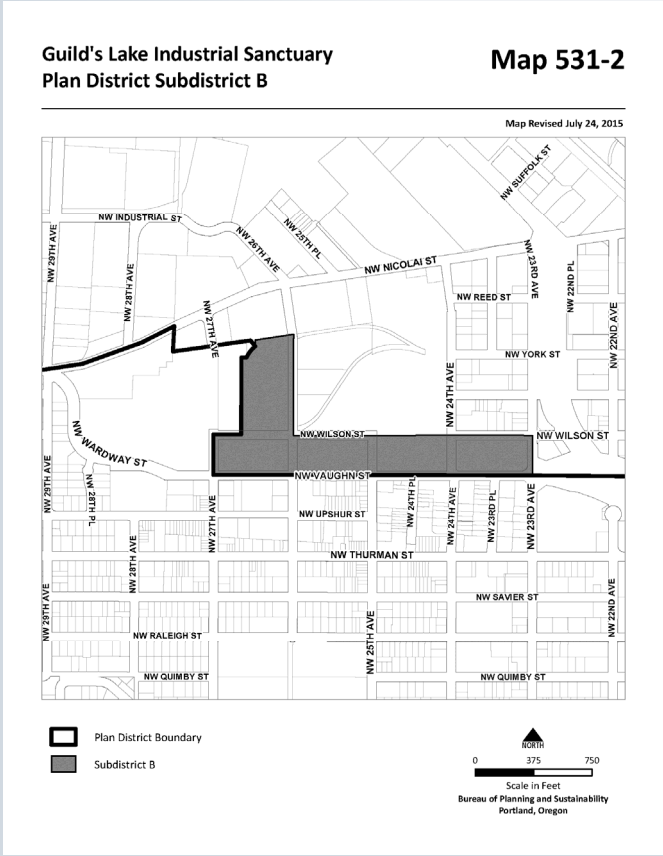 Guild's Lake Industrial Sanctuary
Plan District Subdistrict B
Map 531-2
Map Revised July 24, 2015
NW SUFFOLK ST
NW INDUSTRIAL ST
NW 29TH AVE
NW 28TH AVE
NW 26TH AVE
NW 25TH PL
NW NICOLAI ST
NW 23RD AVE
NW 22ND PL
NW 22ND AVE
NW REED ST
NW 27TH AVE
NW YORK ST
NW 24TH AVE
NW WILSON ST
NW WILSON ST
NW WARDWAY ST
NW VAUGHN ST
NW 29TH AVE
NW 28TH PL
NW 27TH AVE
NW UPSHUR ST
NW 24TH PL
NW 24TH AVE
NW 23RD PL
NW 23RD AVE
NW THURMAN ST
NW 28TH AVE
NW 29TH AVE
NW SAVIER ST
NW 22ND AVE
NW RALEIGH ST
NW 25TH AVE
NW QUIMBY ST
NW QUIMBY ST
Plan District Boundary
Subdistrict B
NORTH
0 375 750
Scale in Feet
Bureau of Planning and Sustainability
Portland, Oregon